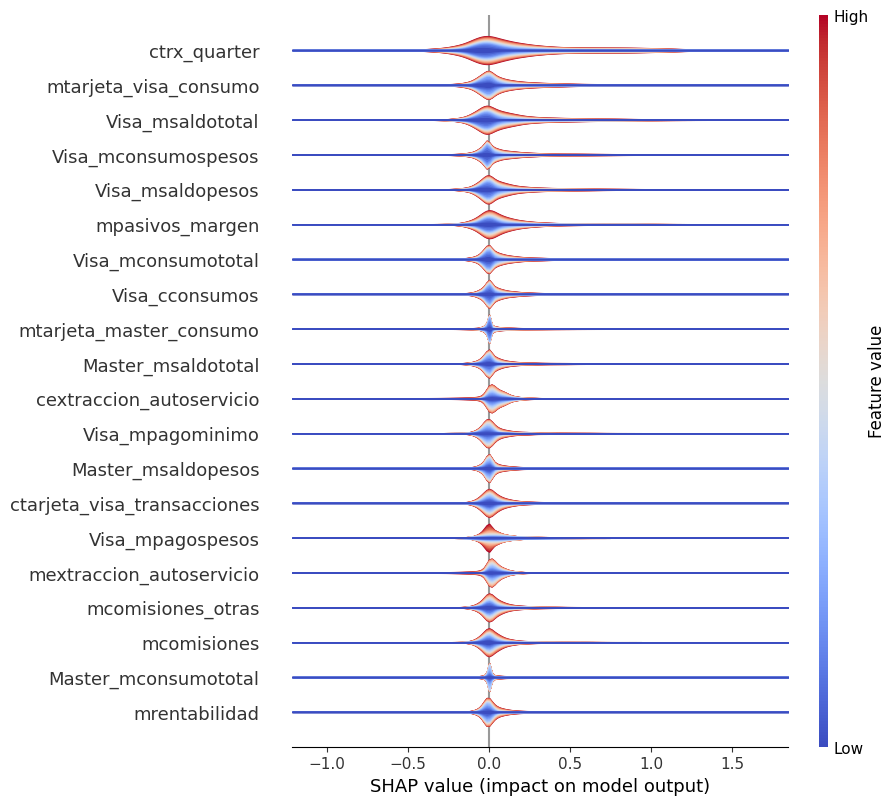 High
ctrx_quarter
mtarjeta_visa_consumo
Visa_msaldototal
Visa_mconsumospesos
Visa_msaldopesos
mpasivos_margen
Visa_mconsumototal
Visa_cconsumos
mtarjeta_master_consumo
Master_msaldototal
cextraccion_autoservicio
Visa_mpagominimo
Master_msaldopesos
ctarjeta_visa_transacciones
Visa_mpagospesos
mextraccion_autoservicio
mcomisiones_otras
mcomisiones
Master_mconsumototal
mrentabilidad
Feature value
Low
−1.0 −0.5 0.0 0.5 1.0 1.5
SHAP value (impact on model output)